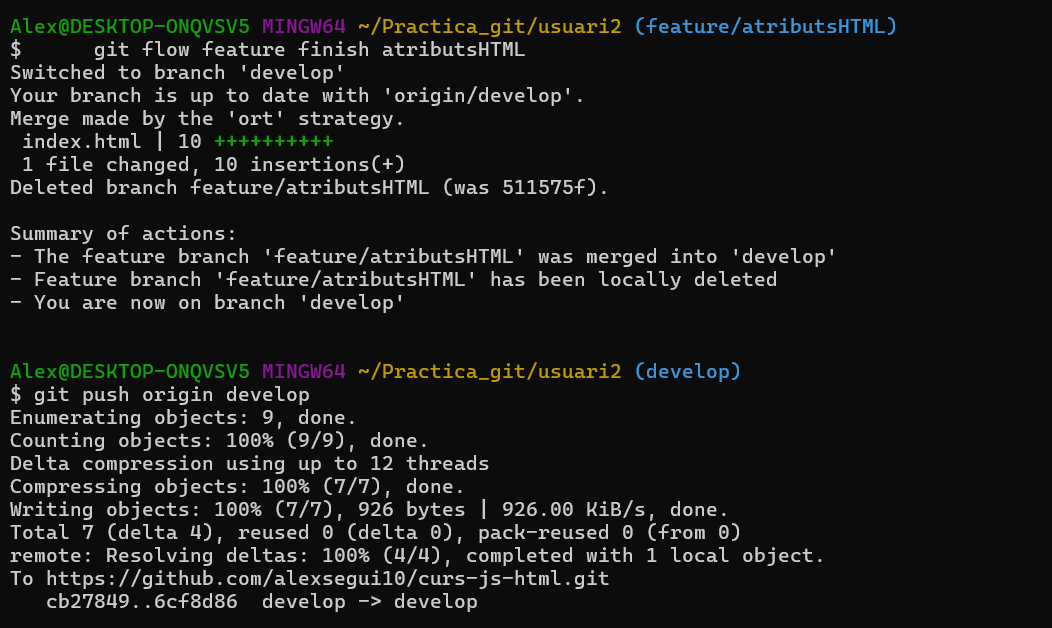 Alex@DESKTOP-ONQVSV5 MINGW64 ~/Practica_git/usuari2 (feature/atributsHTML)
$      git flow feature finish atributsHTML
Switched to branch 'develop'
Your branch is up to date with 'origin/develop'.
Merge made by the 'ort' strategy.
 index.html | 10 ++++++++++
 1 file changed, 10 insertions(+)
Deleted branch feature/atributsHTML (was 511575f).

Summary of actions:
- The feature branch 'feature/atributsHTML' was merged into 'develop'
- Feature branch 'feature/atributsHTML' has been locally deleted
- You are now on branch 'develop'

Alex@DESKTOP-ONQVSV5 MINGW64 ~/Practica_git/usuari2 (develop)
$ git push origin develop
Enumerating objects: 9, done.
Counting objects: 100% (9/9), done.
Delta compression using up to 12 threads
Compressing objects: 100% (7/7), done.
Writing objects: 100% (7/7), 926 bytes | 926.00 KiB/s, done.
Total 7 (delta 4), reused 0 (delta 0), pack-reused 0 (from 0)
remote: Resolving deltas: 100% (4/4), completed with 1 local object.
To https://github.com/alexsegui10/curs-js-html.git
   cb27849..6cf8d86  develop -> develop